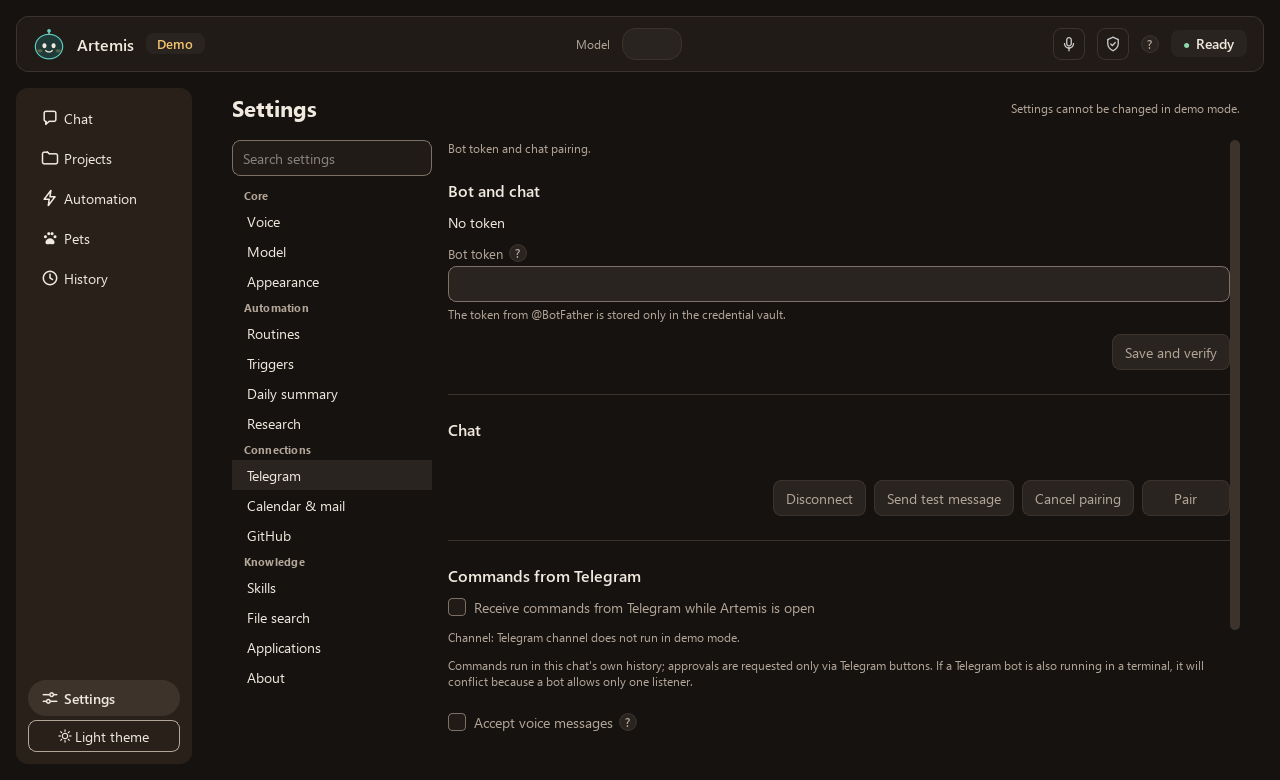 Artemis
Demo
Model
?
Ready
Chat
Projects
Automation
Pets
History
Settings
Light theme
Settings
Settings cannot be changed in demo mode.
Search settings
Core
Voice
Model
Appearance
Automation
Routines
Triggers
Daily summary
Research
Connections
Telegram
Calendar & mail
GitHub
Knowledge
Skills
File search
Applications
About
Bot token and chat pairing.
Bot and chat
No token
Bot token ?
The token from @BotFather is stored only in the credential vault.
Save and verify
Chat
Disconnect
Send test message
Cancel pairing
Pair
Commands from Telegram
Receive commands from Telegram while Artemis is open
Channel: Telegram channel does not run in demo mode.
Commands run in this chat's own history; approvals are requested only via Telegram buttons. If a Telegram bot is also running in a terminal, it will
conflict because a bot allows only one listener.
Accept voice messages ?